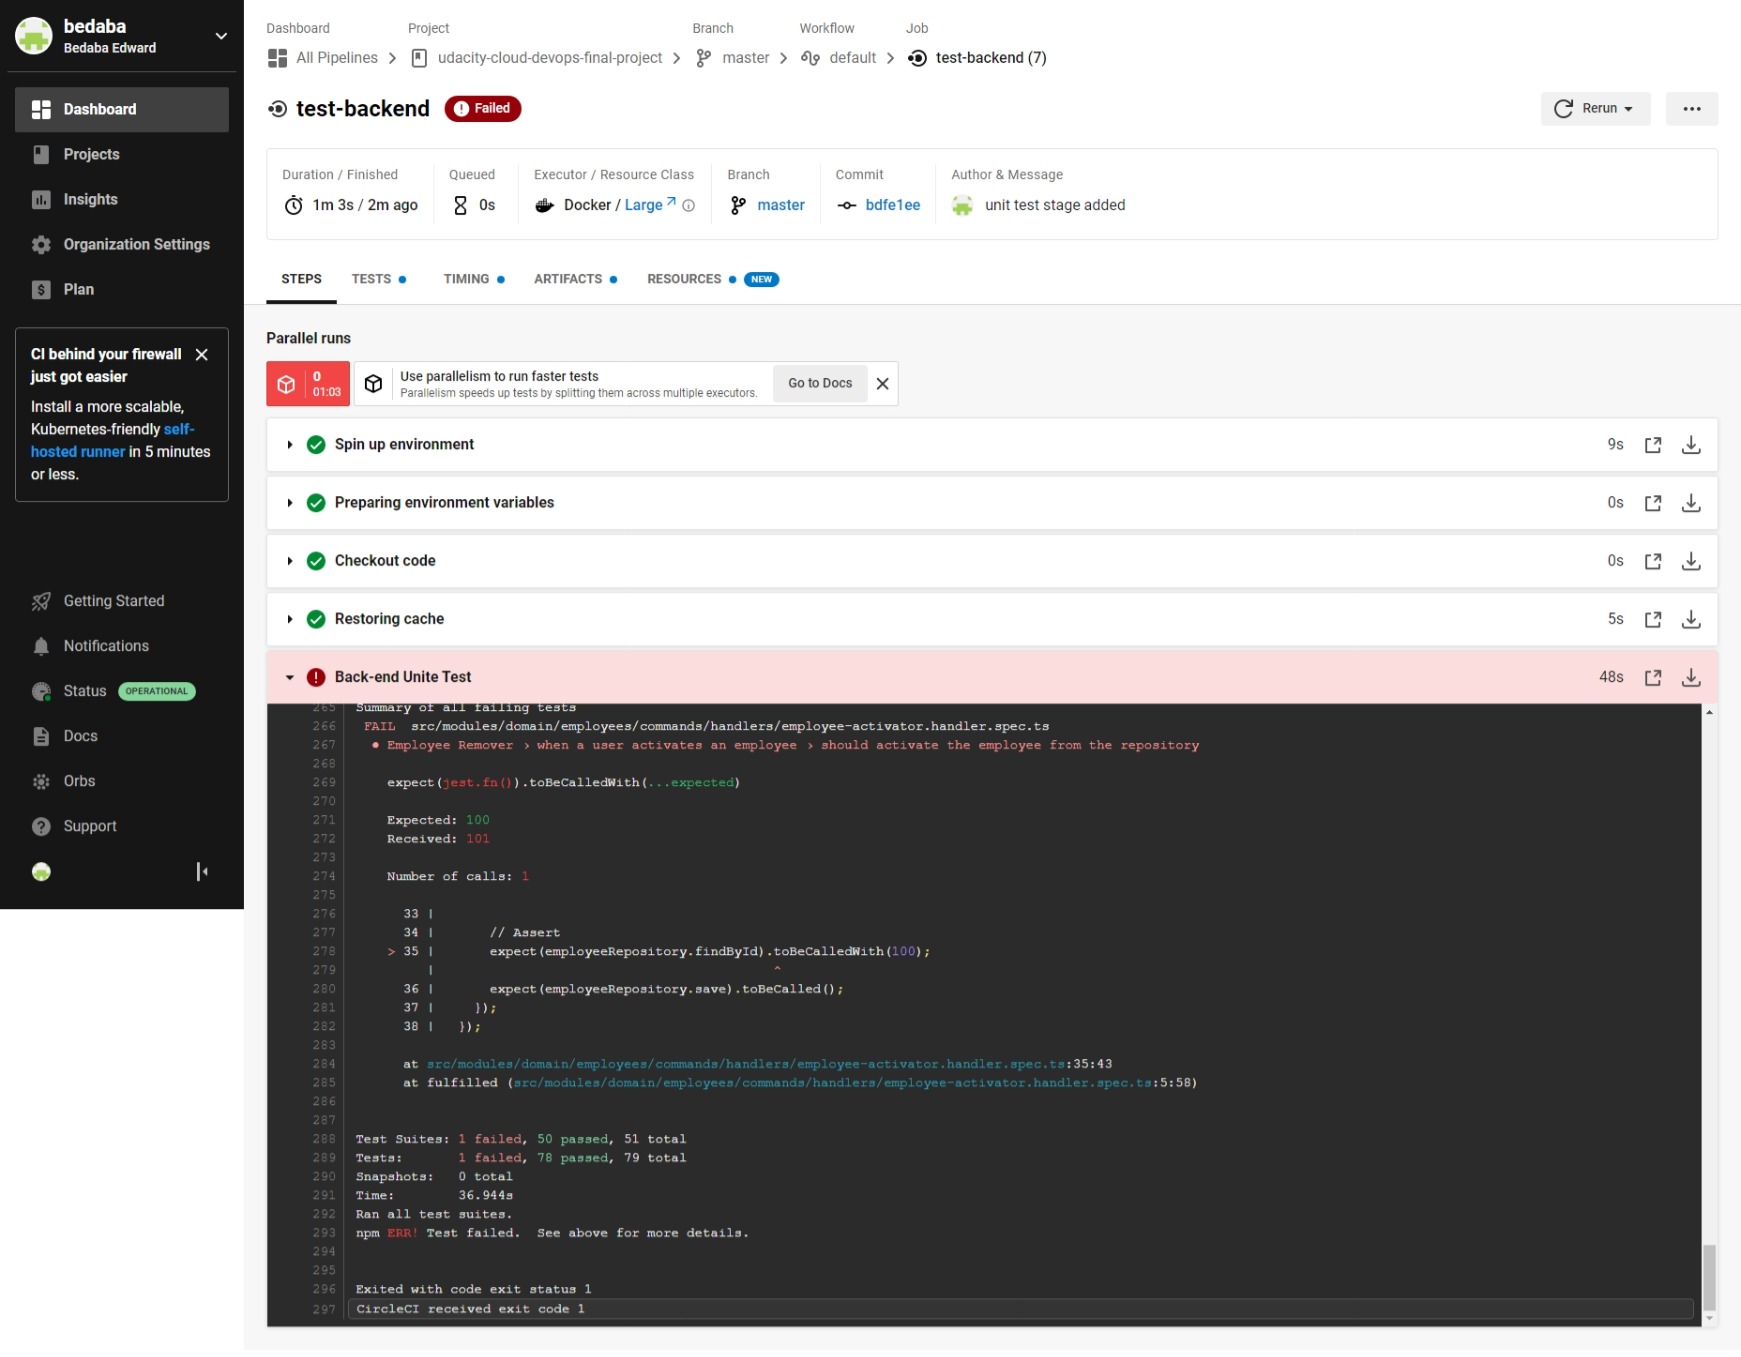 bedaba
Bedaba Edward
Dashboard
Projects
Insights
Organization Settings
Plan
CI behind your firewall
just got easier
Install a more scalable,
Kubernetes-friendly self-
hosted runner in 5 minutes
or less.
Getting Started
Notifications
Status OPERATIONAL
Docs
Orbs
Support
Dashboard Project Branch Workflow Job
All Pipelines udacity-cloud-devops-final-project master default test-backend (7)
test-backend Failed
Rerun
Duration / Finished Queued Executor / Resource Class Branch Commit Author & Message
1m 3s / 2m ago 0s Docker / Large master bdfe1ee unit test stage added
STEPS TESTS TIMING ARTIFACTS RESOURCES NEW
Parallel runs
0
01:03
Use parallelism to run faster tests
Parallelism speeds up tests by splitting them across multiple executors.
Go to Docs
Spin up environment 9s
Preparing environment variables 0s
Checkout code 0s
Restoring cache 5s
Back-end Unite Test 48s
265 Summary of all failing tests
266 FAIL src/modules/domain/employees/commands/handlers/employee-activator.handler.spec.ts
267 ● Employee Remover › when a user activates an employee › should activate the employee from the repository
268
269 expect(jest.fn()).toBeCalledWith(...expected)
270
271 Expected: 100
272 Received: 101
273
274 Number of calls: 1
275
276 33 |
277 34 | // Assert
278 > 35 | expect(employeeRepository.findById).toBeCalledWith(100);
279 | ^
280 36 | expect(employeeRepository.save).toBeCalled();
281 37 | });
282 38 | });
283
284 at src/modules/domain/employees/commands/handlers/employee-activator.handler.spec.ts:35:43
285 at fulfilled (src/modules/domain/employees/commands/handlers/employee-activator.handler.spec.ts:5:58)
286
287
288 Test Suites: 1 failed, 50 passed, 51 total
289 Tests: 1 failed, 78 passed, 79 total
290 Snapshots: 0 total
291 Time: 36.944s
292 Ran all test suites.
293 npm ERR! Test failed. See above for more details.
294
295
296 Exited with code exit status 1
297 CircleCI received exit code 1